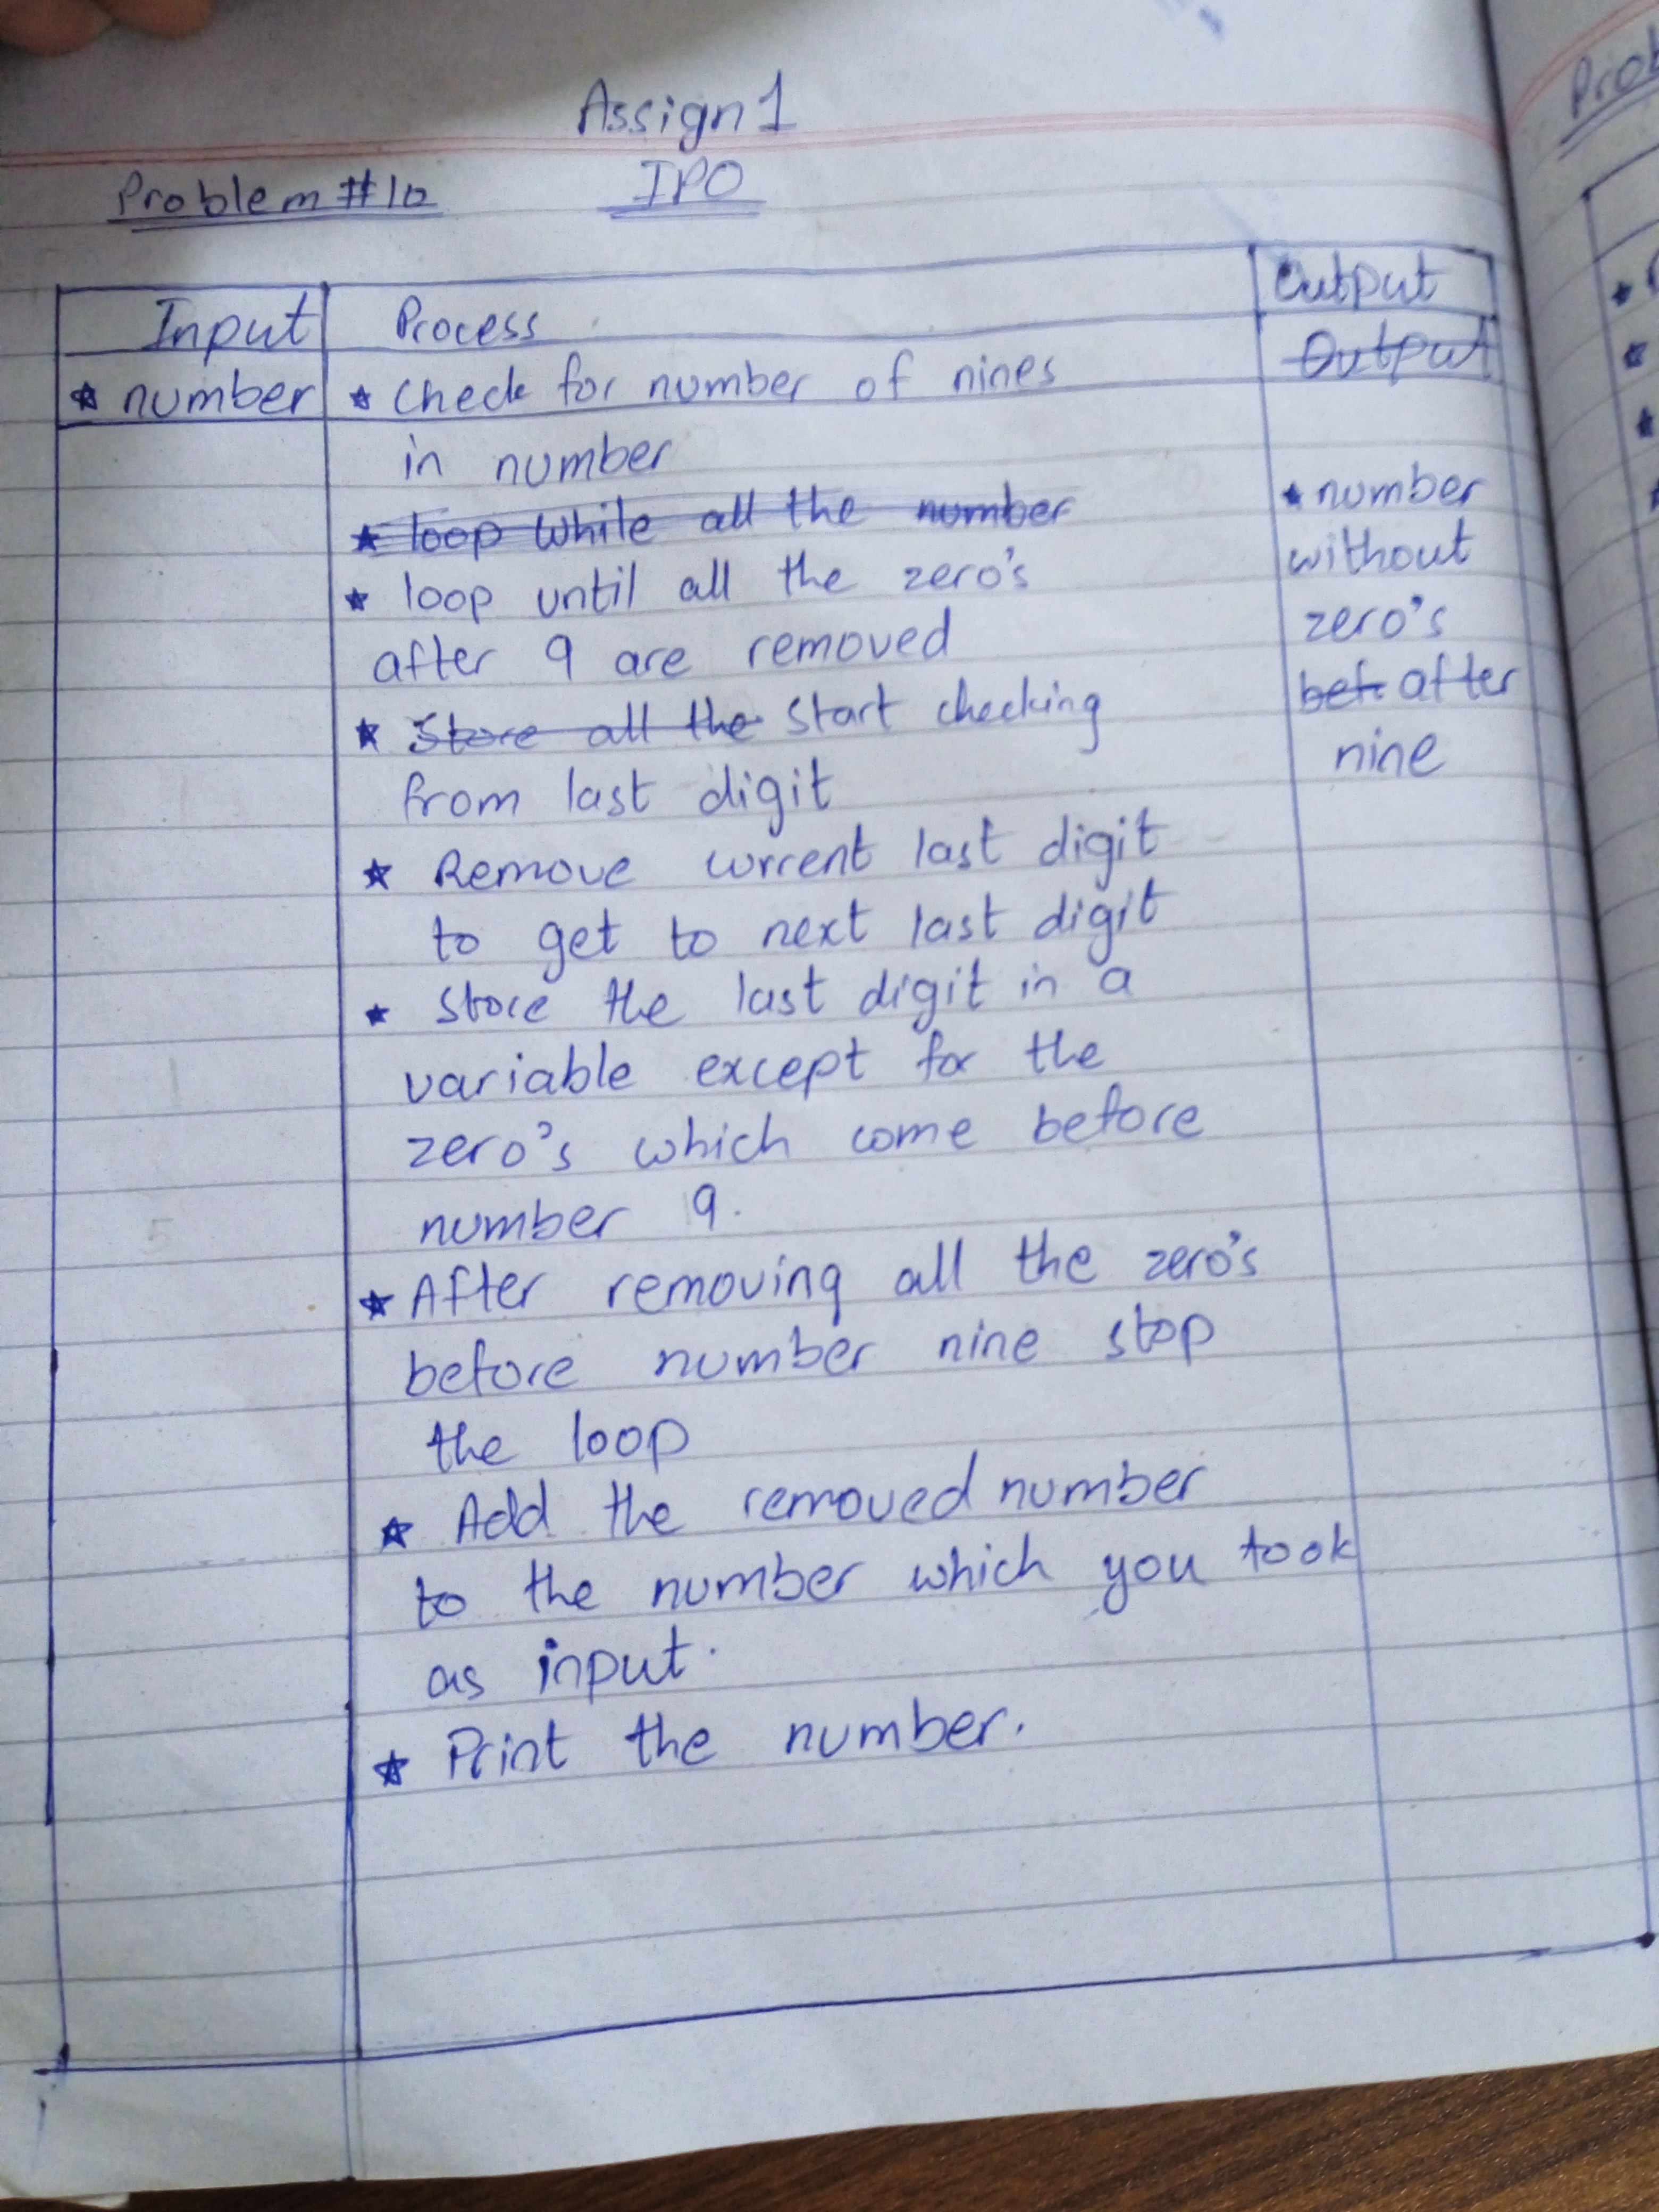 Assign 1
Problem #10 IPO
Input Process Output
★ number ★ check for number of nines Output
in number
★ loop while all the number ★ number
★ loop until all the zero's without
after 9 are removed zero's
★ Store all the Start checking bef. after
from last digit nine
★ Remove current last digit
to get to next last digit
★ Store the last digit in a
variable except for the
zero's which come before
number 9.
★ After removing all the zero's
before number nine stop
the loop
★ Add the removed number
to the number which you took
as input.
★ Print the number.
Prob